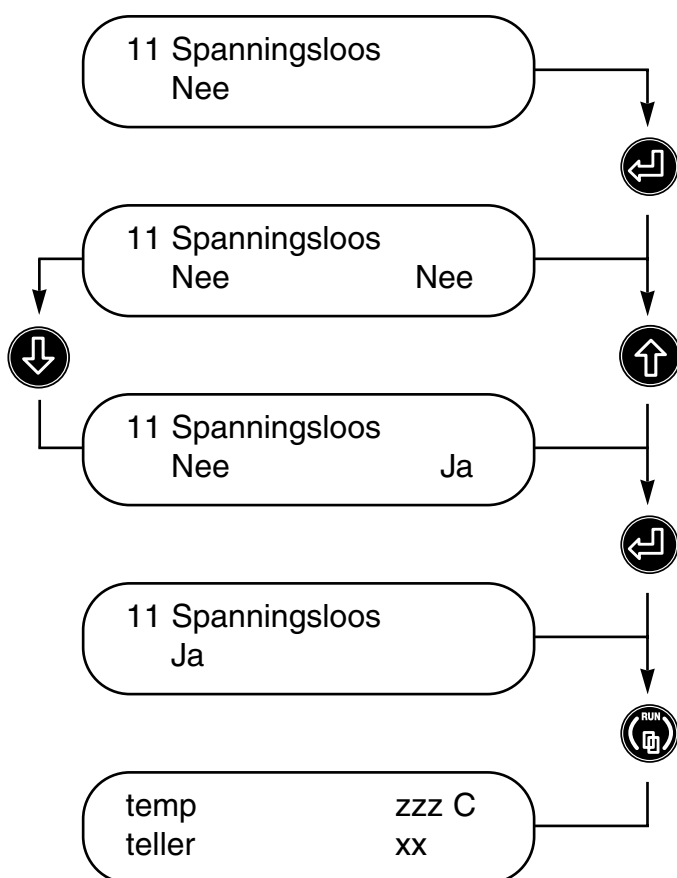 11 Spanningsloos
Nee
11 Spanningsloos
Nee Nee
11 Spanningsloos
Nee Ja
11 Spanningsloos
Ja
RUN
temp zzz C
teller xx